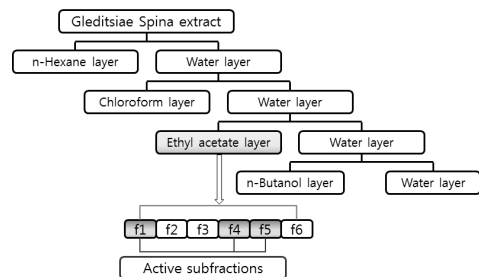 Gleditsiae Spina extract
n-Hexane layer
Water layer
Chloroform layer
Water layer
Ethyl acetate layer
Water layer
n-Butanol layer
Water layer
f1 f2 f3 f4 f5 f6
Active subfractions